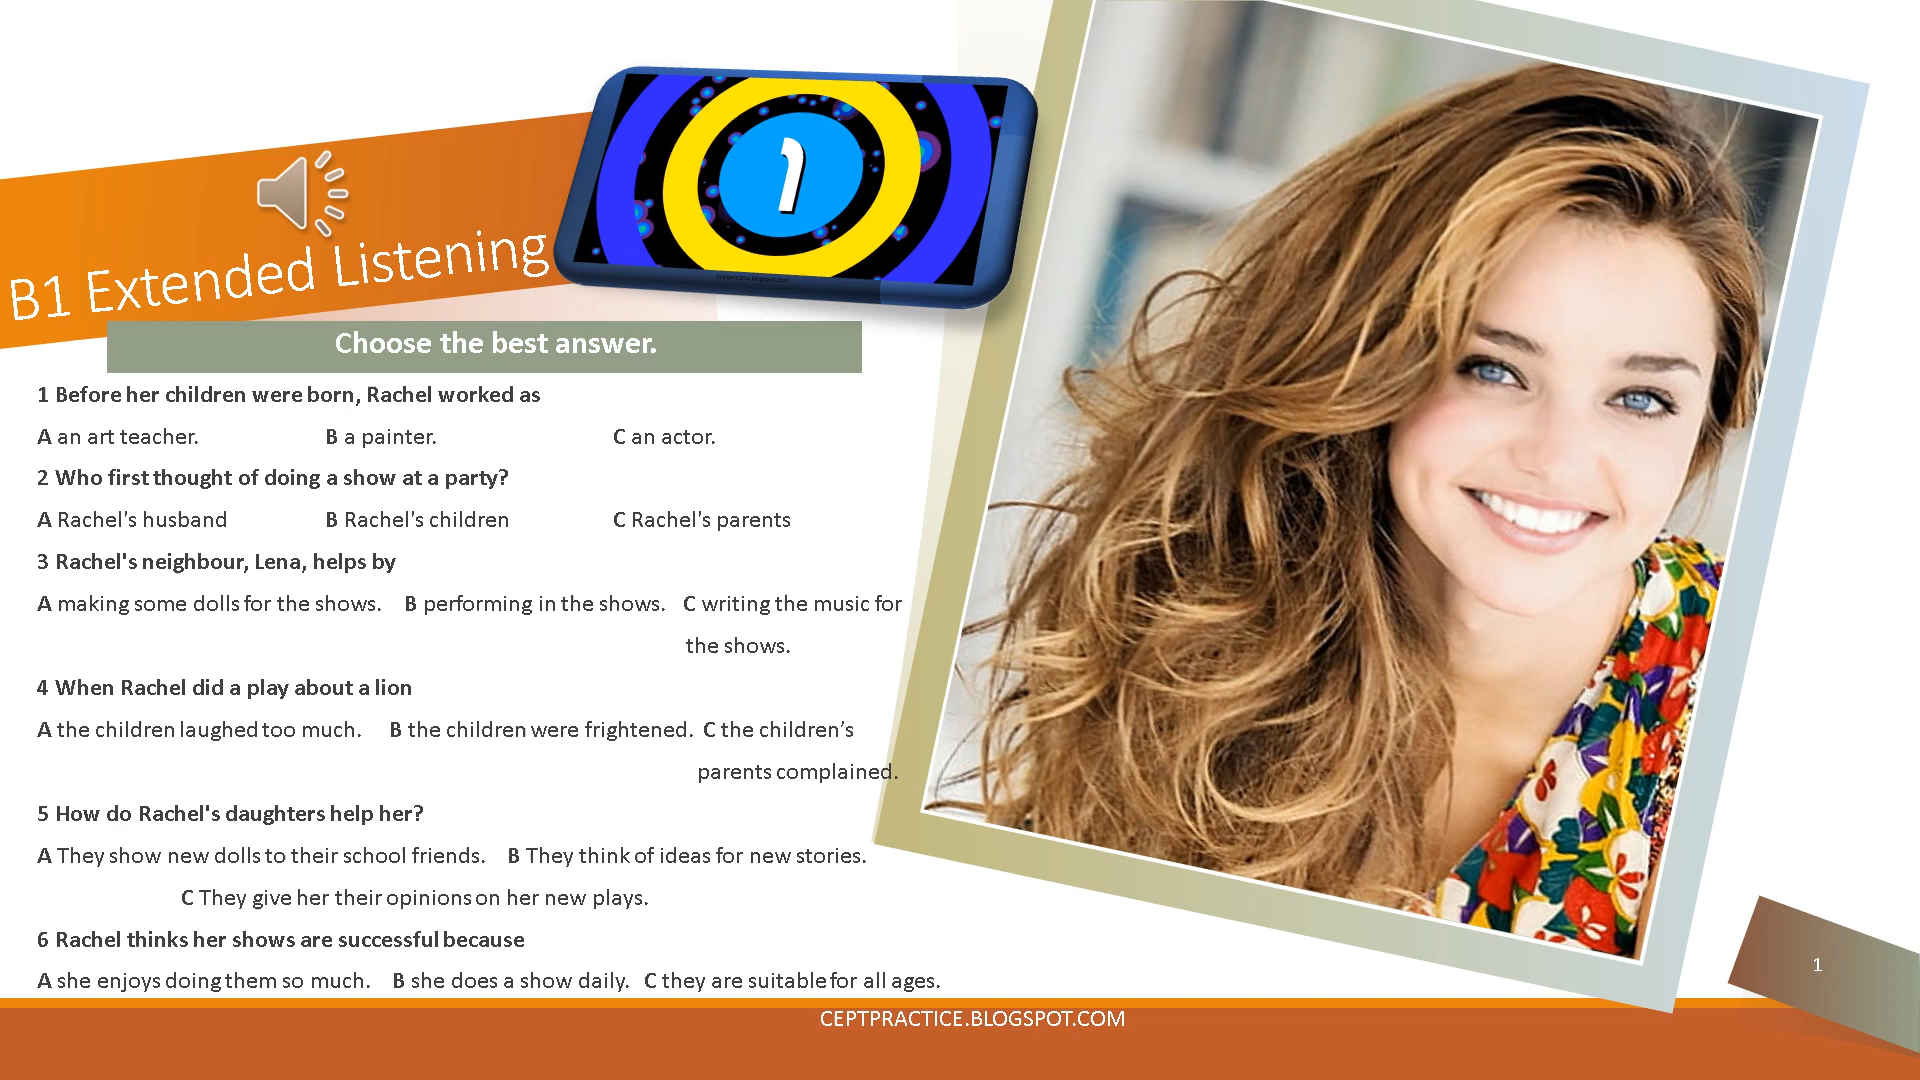 1
B1 Extended Listening
Choose the best answer.
1 Before her children were born, Rachel worked as
A an art teacher. B a painter. C an actor.
2 Who first thought of doing a show at a party?
A Rachel's husband B Rachel's children C Rachel's parents
3 Rachel's neighbour, Lena, helps by
A making some dolls for the shows. B performing in the shows. C writing the music for
the shows.
4 When Rachel did a play about a lion
A the children laughed too much. B the children were frightened. C the children’s
parents complained.
5 How do Rachel's daughters help her?
A They show new dolls to their school friends. B They think of ideas for new stories.
C They give her their opinions on her new plays.
6 Rachel thinks her shows are successful because
A she enjoys doing them so much. B she does a show daily. C they are suitable for all ages.
1
CEPTPRACTICE.BLOGSPOT.COM